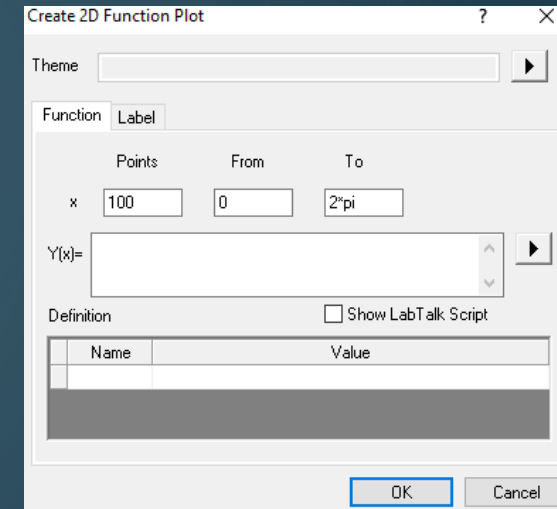 Create 2D Function Plot ?
Theme
Function Label
Points From To
x 100 0 2*pi
Y(x)=
Definition Show LabTalk Script
Name Value
OK Cancel